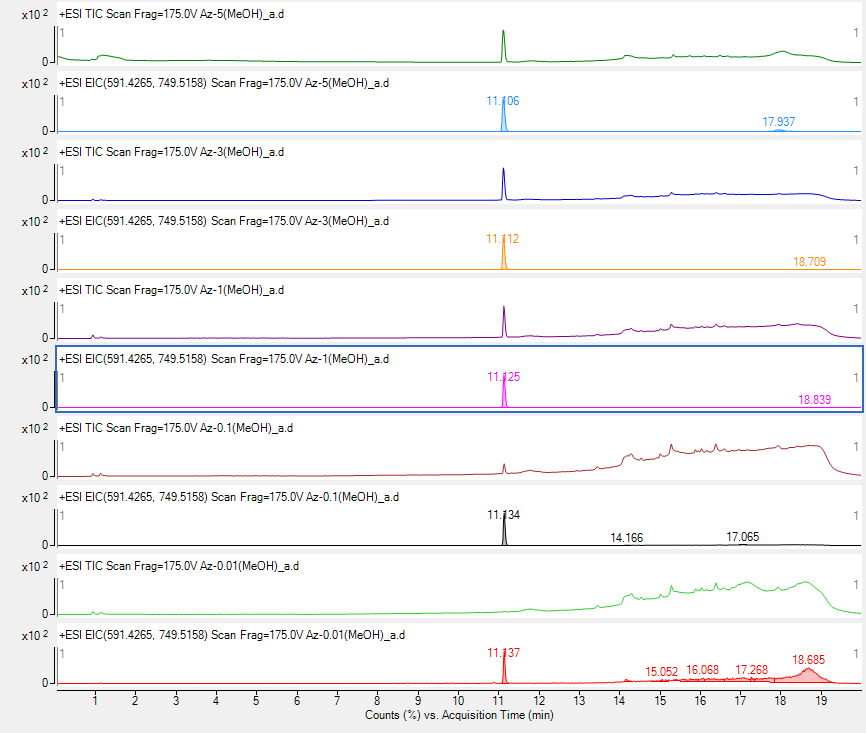 x10 2 +ESI TIC Scan Frag=175.0V Az-5(MeOH)_a.d
1 1
0
x10 2 +ESI EIC(591.4265, 749.5158) Scan Frag=175.0V Az-5(MeOH)_a.d
1 11.106 1
17.937
0
x10 2 +ESI TIC Scan Frag=175.0V Az-3(MeOH)_a.d
1 1
0
x10 2 +ESI EIC(591.4265, 749.5158) Scan Frag=175.0V Az-3(MeOH)_a.d
1 11.112 1
18.709
0
x10 2 +ESI TIC Scan Frag=175.0V Az-1(MeOH)_a.d
1 1
0
x10 2 +ESI EIC(591.4265, 749.5158) Scan Frag=175.0V Az-1(MeOH)_a.d
1 11.125 1
18.839
0
x10 2 +ESI TIC Scan Frag=175.0V Az-0.1(MeOH)_a.d
1 1
0
x10 2 +ESI EIC(591.4265, 749.5158) Scan Frag=175.0V Az-0.1(MeOH)_a.d
1 11.134 1
14.166 17.065
0
x10 2 +ESI TIC Scan Frag=175.0V Az-0.01(MeOH)_a.d
1 1
0
x10 2 +ESI EIC(591.4265, 749.5158) Scan Frag=175.0V Az-0.01(MeOH)_a.d
1 11.137 1
15.052 16.068 17.268 18.685
0
1 2 3 4 5 6 7 8 9 10 11 12 13 14 15 16 17 18 19
Counts (%) vs. Acquisition Time (min)